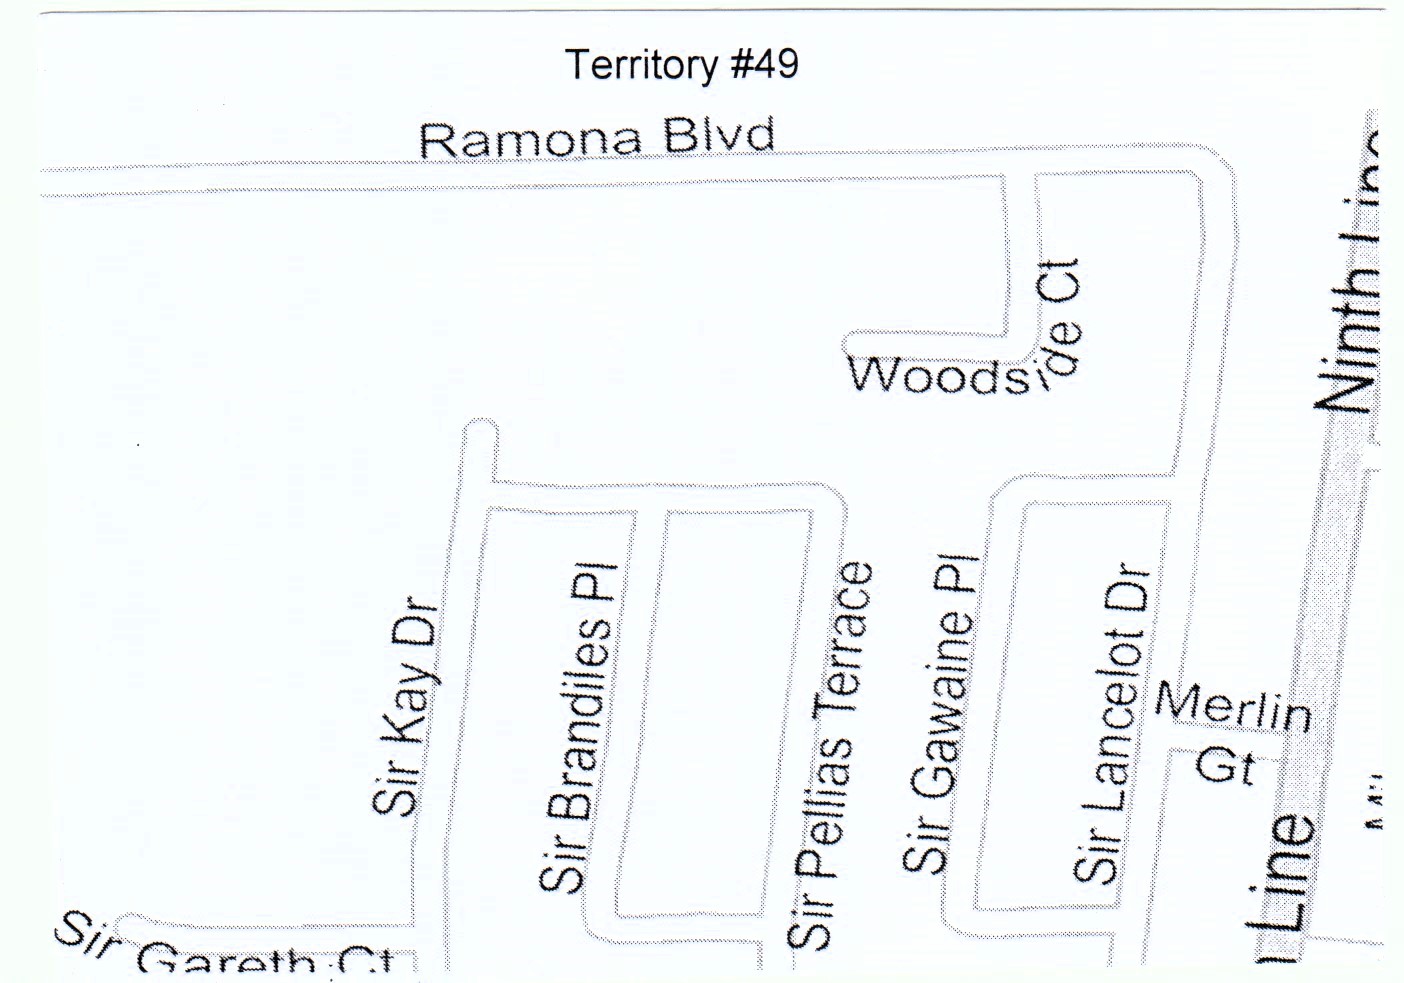 Territory #49
Ramona Blvd
Ninth Line
Woodside Ct
Sir Kay Dr
Sir Brandiles Pl
Sir Pellias Terrace
Sir Gawaine Pl
Sir Lancelot Dr
Merlin
Gt
Line
Sir Gareth Ct